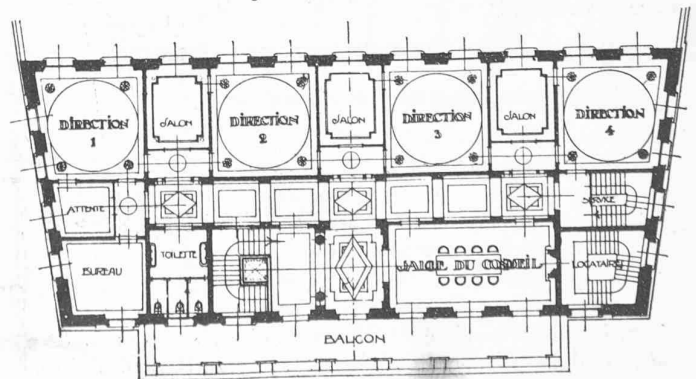 DIRECTION
1
SALON
DIRECTION
2
SALON
DIRECTION
3
SALON
DIRECTION
4
ATTENTE
SERVICE
BUREAU
TOILETTE
SALLE DU CONSEIL
LOCATAIRE
BALCON